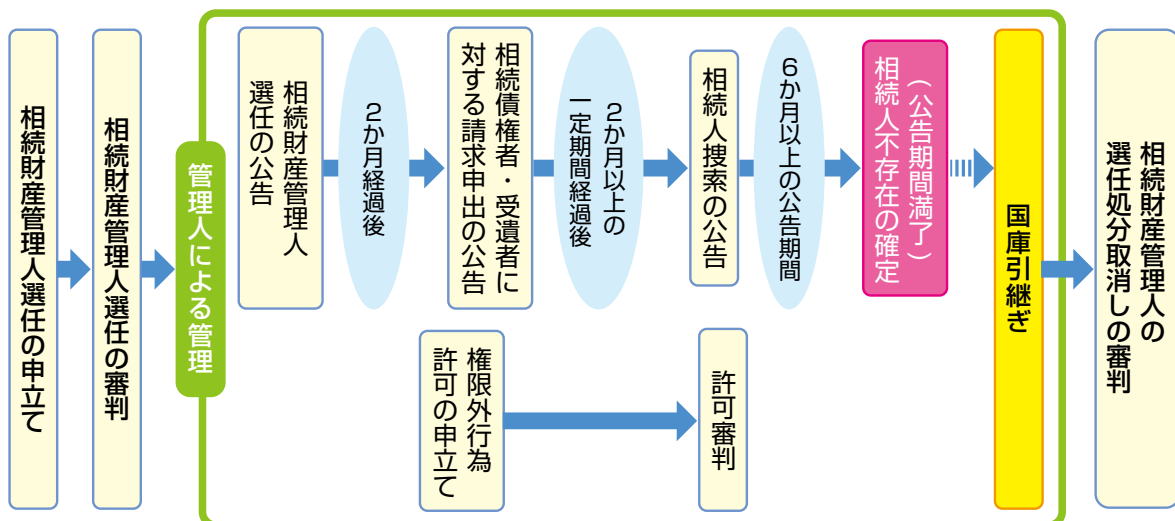 相続財産管理人選任の申立て
相続財産管理人選任の審判
管理人による管理
相続財産管理人
選任の公告
2か月経過後
相続債権者・受遺者に
対する請求申出の公告
2か月以上の
一定期間経過後
相続人捜索の公告
6か月以上の公告期間
(公告期間満了)
相続人不存在の確定
国庫引継ぎ
相続財産管理人の
選任処分取消しの審判
権限外行為
許可の申立て
許可審判